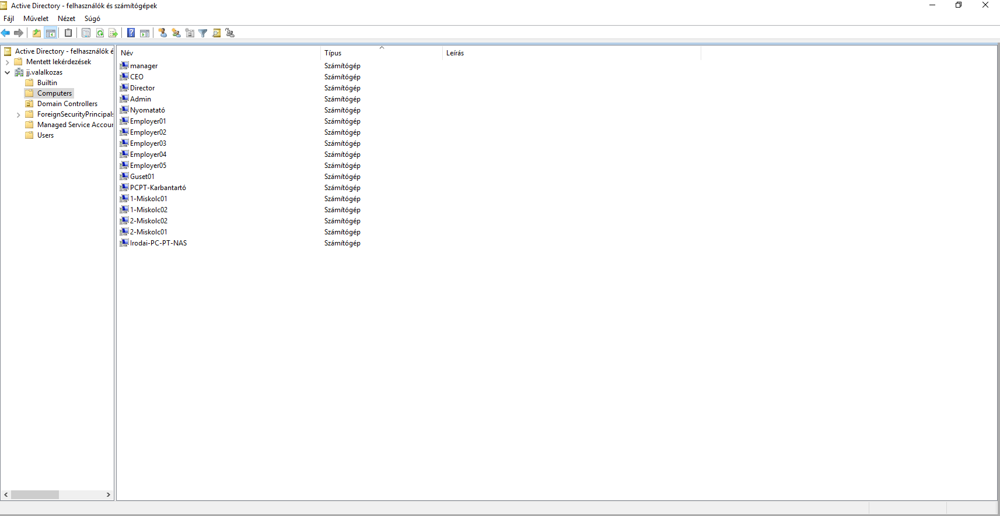 Active Directory - felhasználók és számítógépek
Fájl Művelet Nézet Súgó
Active Directory - felhasználók é
Mentett lekérdezések
jj.valalkozas
Builtin
Computers
Domain Controllers
ForeignSecurityPrincipals
Managed Service Accour
Users
Név Típus Leírás
manager Számítógép
CEO Számítógép
Director Számítógép
Admin Számítógép
Nyomatató Számítógép
Employer01 Számítógép
Employer02 Számítógép
Employer03 Számítógép
Employer04 Számítógép
Employer05 Számítógép
Guset01 Számítógép
PCPT-Karbantartó Számítógép
1-Miskolc01 Számítógép
1-Miskolc02 Számítógép
2-Miskolc02 Számítógép
2-Miskolc01 Számítógép
Irodai-PC-PT-NAS Számítógép